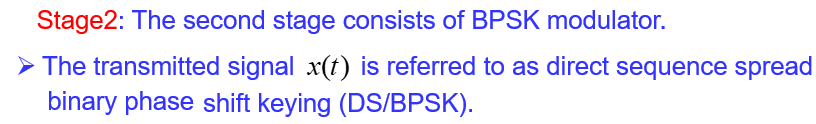 Stage2: The second stage consists of BPSK modulator.
➢ The transmitted signal x(t) is referred to as direct sequence spread
binary phase shift keying (DS/BPSK).